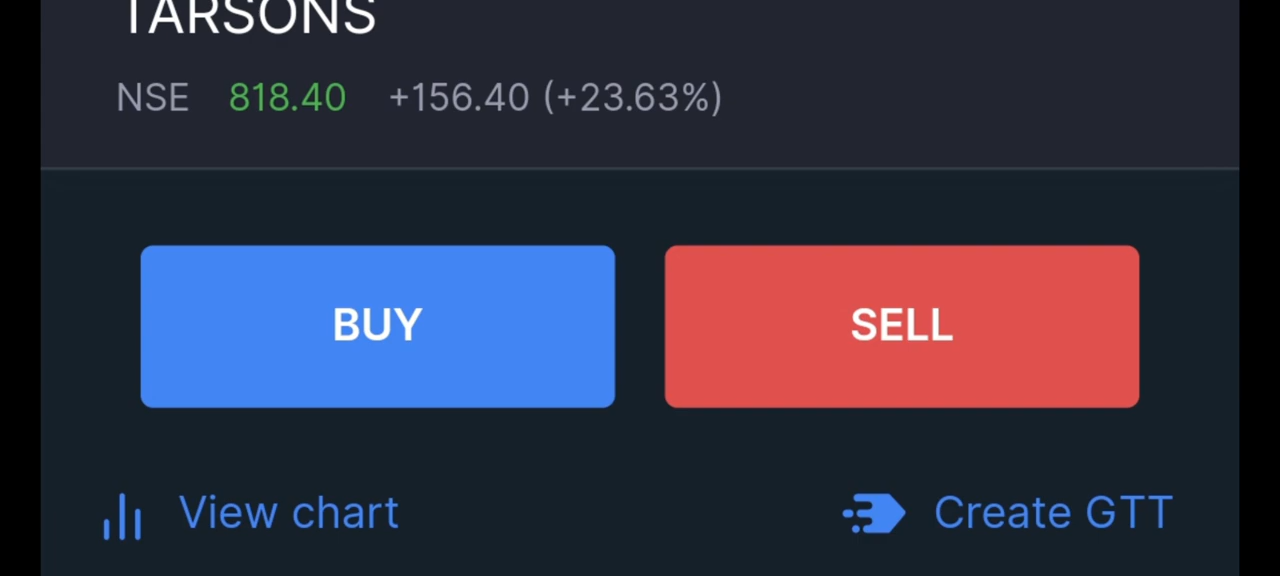 TARSONS
NSE 818.40 +156.40 (+23.63%)
BUY SELL
View chart Create GTT